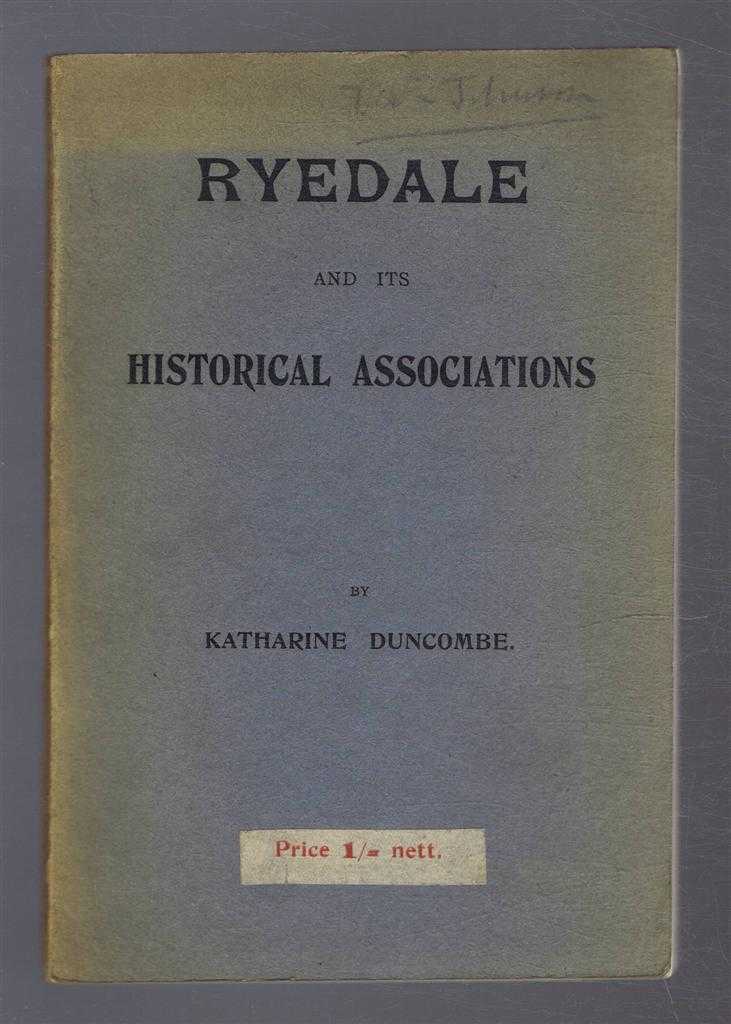 RYEDALE
AND ITS
HISTORICAL ASSOCIATIONS
BY
KATHARINE DUNCOMBE.
Price 1/= nett.